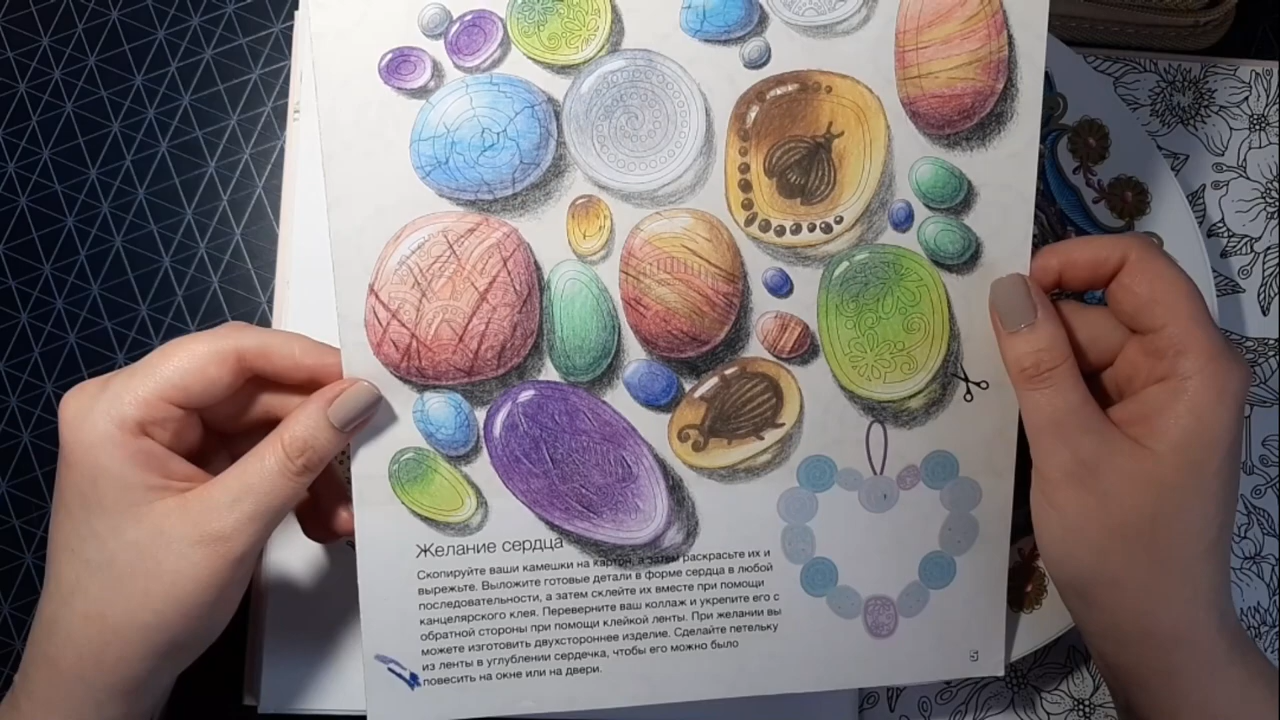 Желание сердца
Скопируйте ваши камешки на картон, а затем раскрасьте их и
вырежьте. Выложите готовые детали в форме сердца в любой
последовательности, а затем склейте их вместе при помощи
канцелярского клея. Переверните ваш коллаж и укрепите его с
обратной стороны при помощи клейкой ленты. При желании вы
можете изготовить двухстороннее изделие. Сделайте петельку
из ленты в углублении сердечка, чтобы его можно было
повесить на окне или на двери.
5